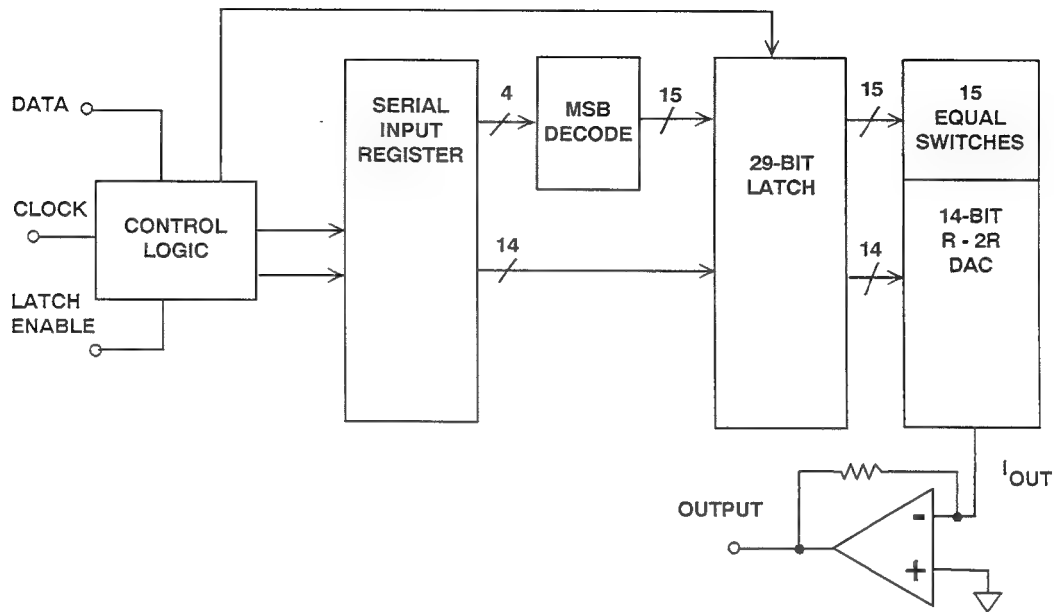 DATA
CLOCK
LATCH
ENABLE
CONTROL
LOGIC
SERIAL
INPUT
REGISTER
4
14
MSB
DECODE
15
29-BIT
LATCH
15
14
15
EQUAL
SWITCHES
14-BIT
R - 2R
DAC
IOUT
OUTPUT
-
+